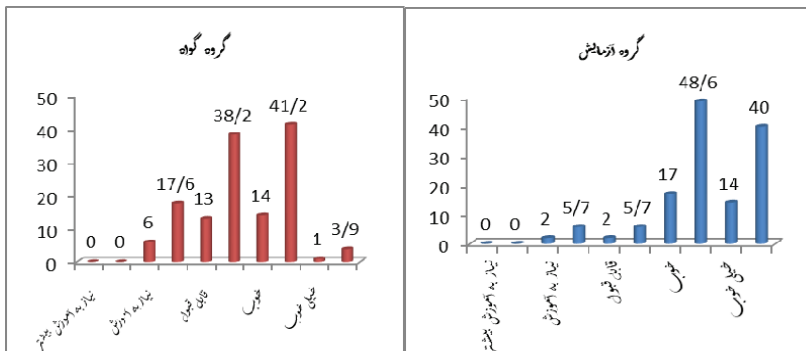 گروه گواه
50
40
30
20
10
0
0
0
6
17/6
13
38/2
14
41/2
1
3/9
نیاز به آموزش بیشتر
نیاز به آموزش
قابل قبول
خوب
خیلی خوب
گروه آزمایش
50
40
30
20
10
0
0
0
2
5/7
2
5/7
17
48/6
14
40
نیاز به آموزش بیشتر
نیاز به آموزش
قابل قبول
خوب
خیلی خوب